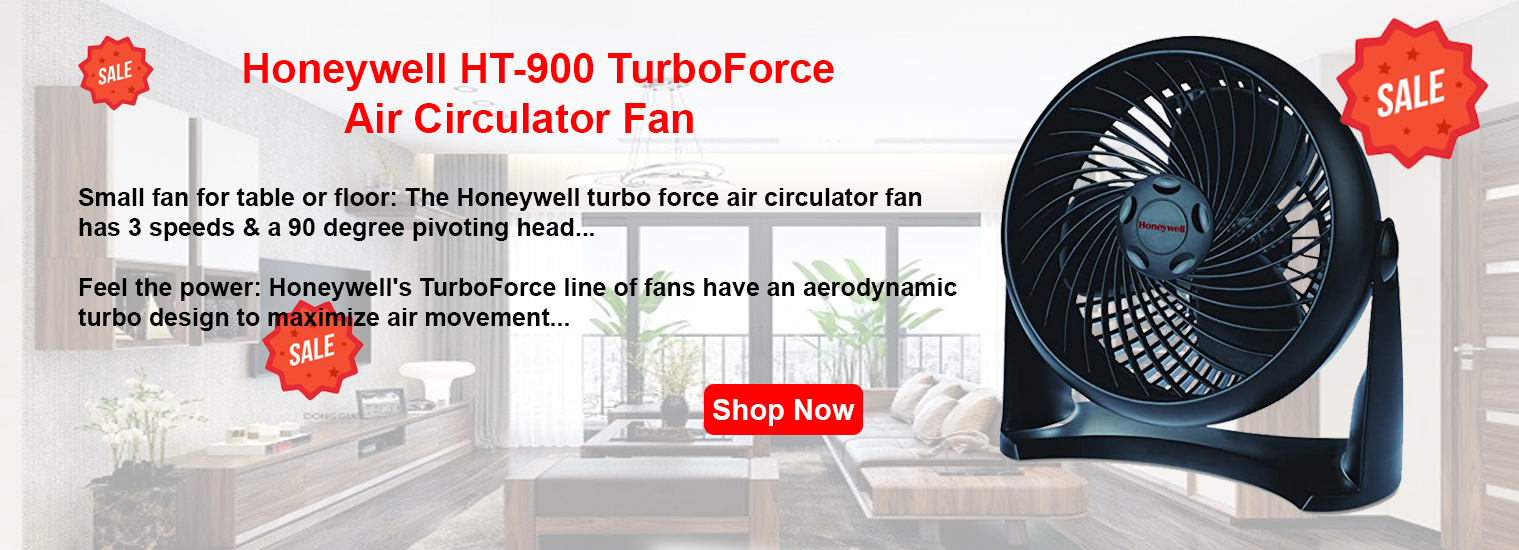 SALE
Honeywell HT-900 TurboForce
Air Circulator Fan
SALE
Small fan for table or floor: The Honeywell turbo force air circulator fan
has 3 speeds & a 90 degree pivoting head...
Honeywell
Feel the power: Honeywell's TurboForce line of fans have an aerodynamic
turbo design to maximize air movement...
SALE
Shop Now